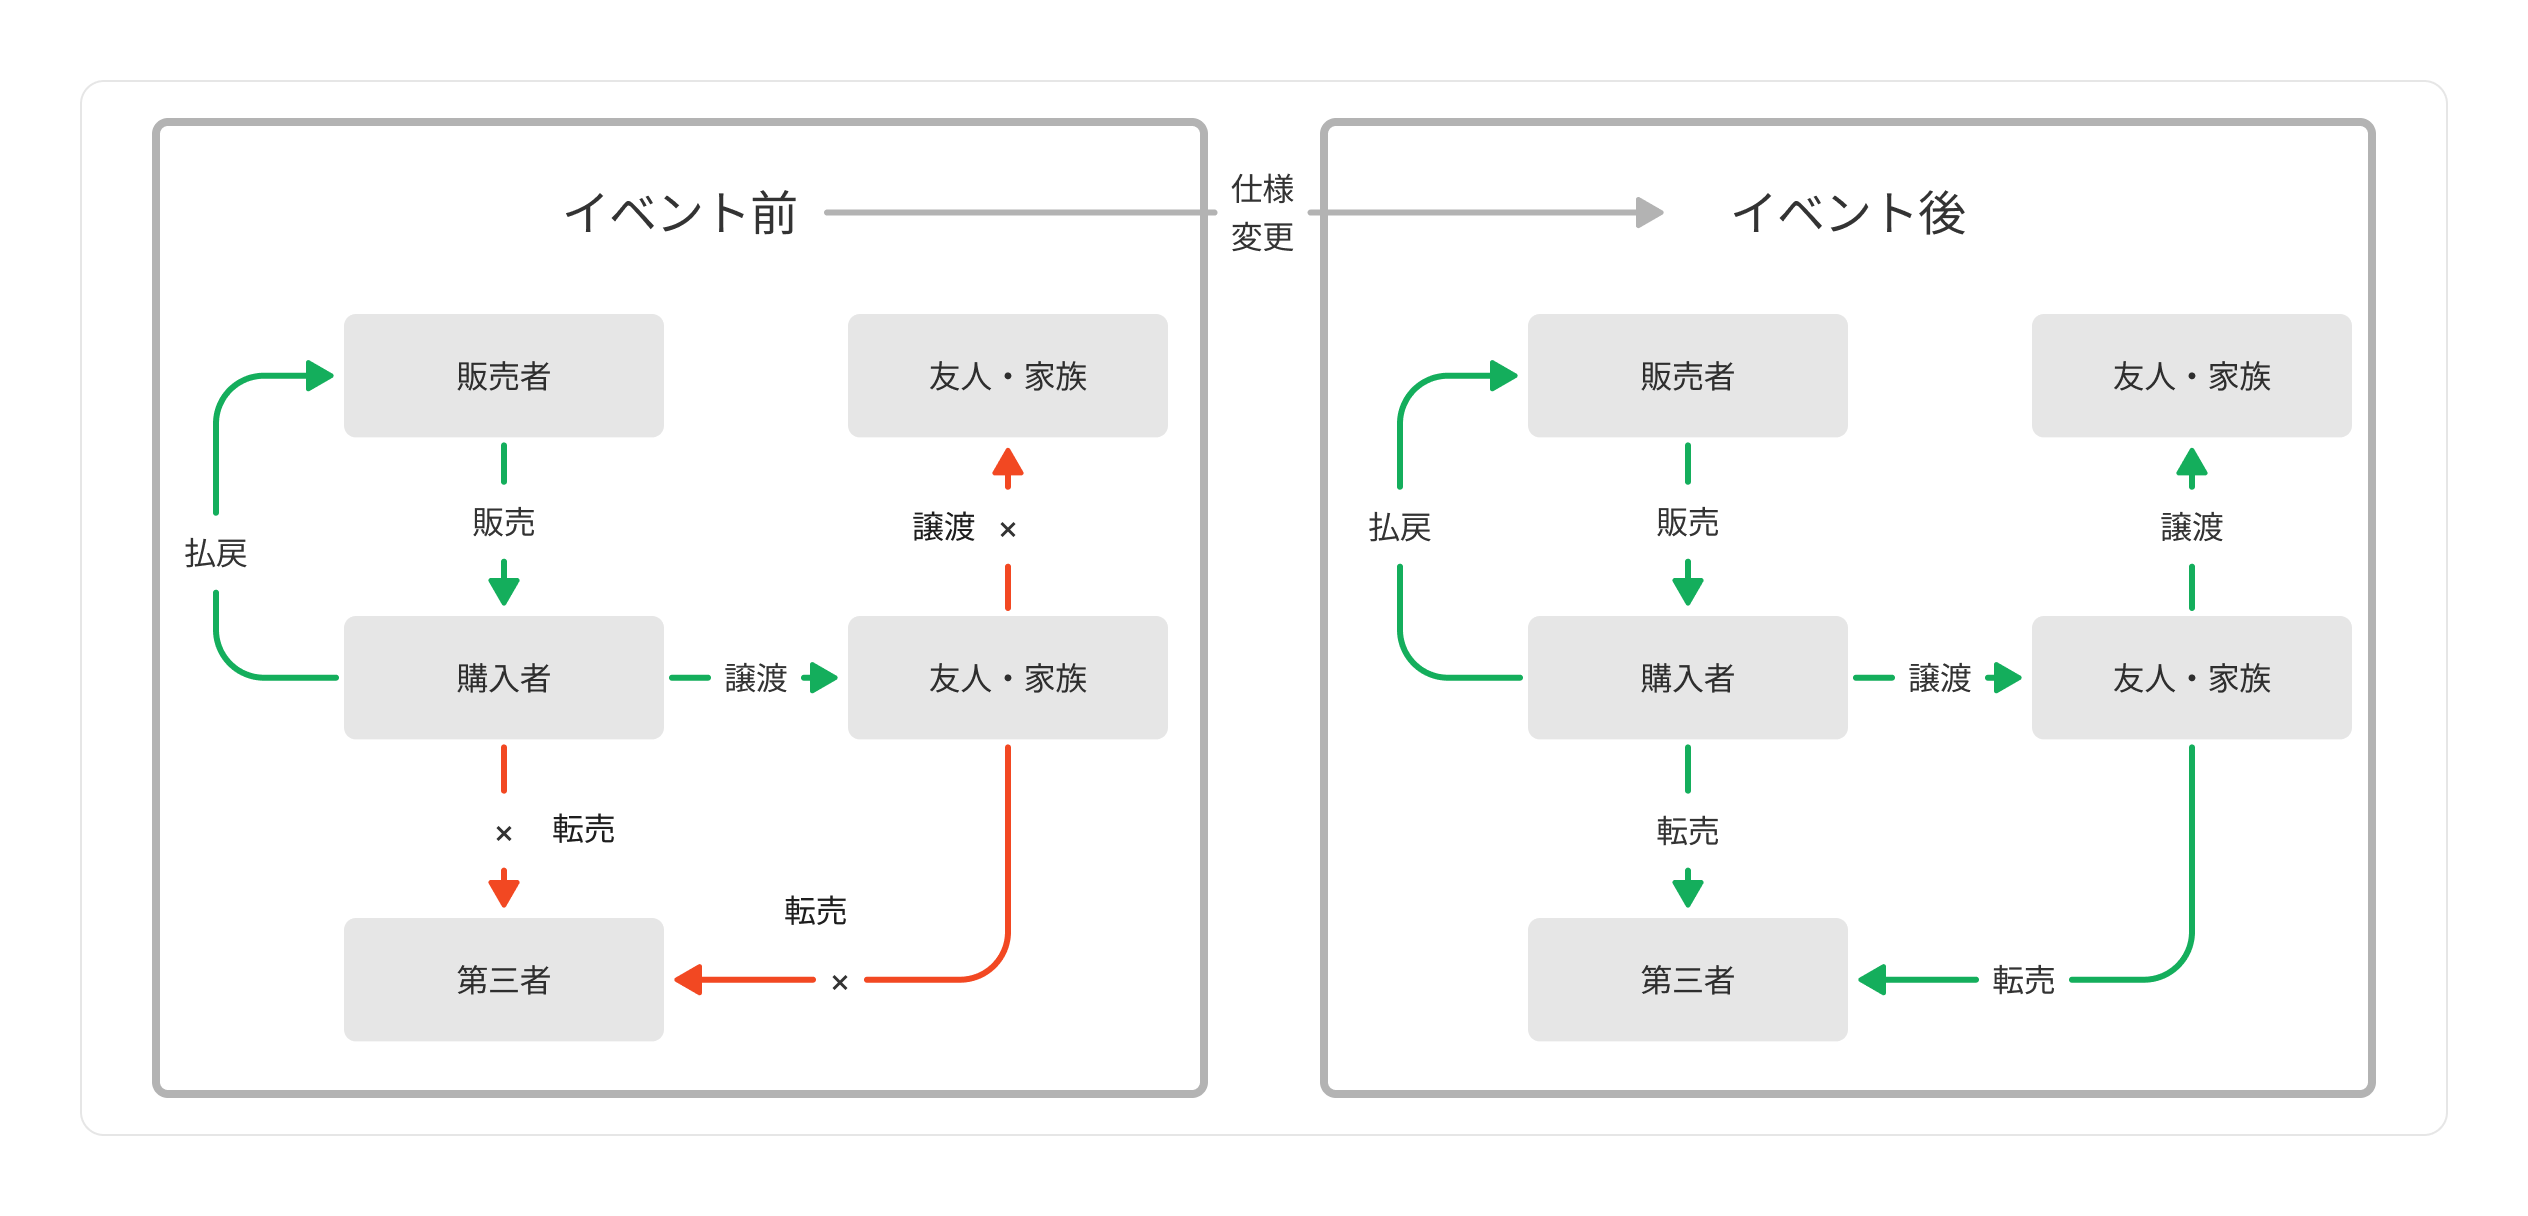 イベント前
仕様
変更
イベント後
販売者
友人・家族
販売
譲渡 ×
払戻
購入者
譲渡
友人・家族
× 転売
転売
第三者
×
販売者
友人・家族
払戻
販売
譲渡
購入者
譲渡
友人・家族
転売
第三者
転売